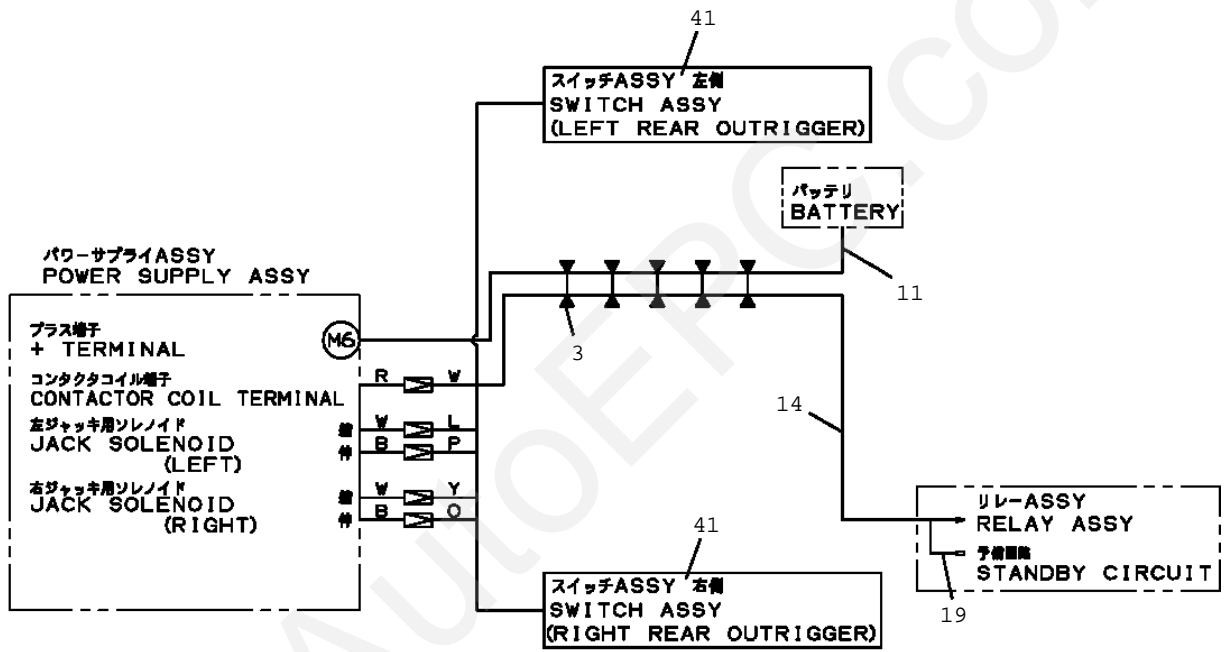 41
スイッチASSY 左側
SWITCH ASSY
(LEFT REAR OUTRIGGER)
バッテリ
BATTERY
11
パワーサプライASSY
POWER SUPPLY ASSY
プラス端子
+ TERMINAL
M6
3
コンタクタコイル端子
CONTACTOR COIL TERMINAL
R W
左ジャッキ用ソレノイド
JACK SOLENOID
(LEFT)
縮 W L
伸 B P
右ジャッキ用ソレノイド
JACK SOLENOID
(RIGHT)
縮 W Y
伸 B O
14
リレーASSY
RELAY ASSY
予備回路
STANDBY CIRCUIT
19
41
スイッチASSY 右側
SWITCH ASSY
(RIGHT REAR OUTRIGGER)
AutoEPC.com